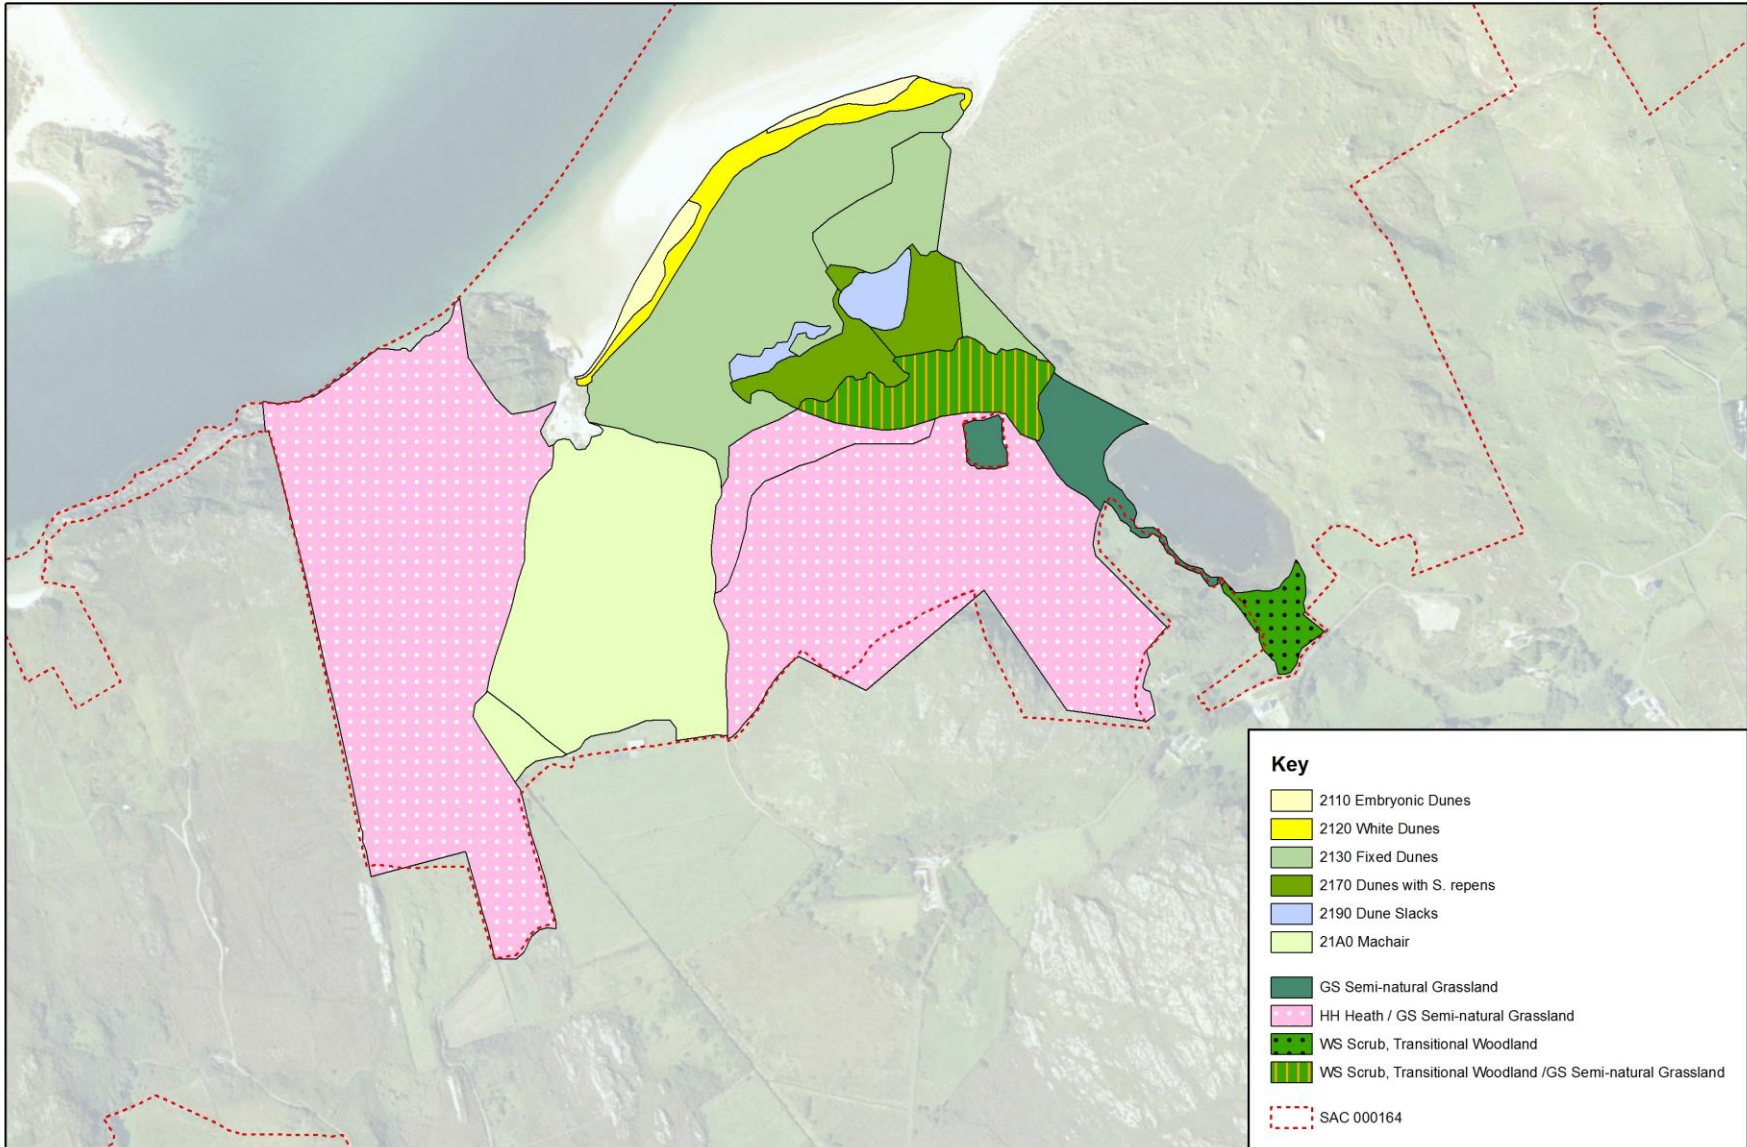 Key
2110 Embryonic Dunes
2120 White Dunes
2130 Fixed Dunes
2170 Dunes with S. repens
2190 Dune Slacks
21A0 Machair
GS Semi-natural Grassland
HH Heath / GS Semi-natural Grassland
WS Scrub, Transitional Woodland
WS Scrub, Transitional Woodland /GS Semi-natural Grassland
SAC 000164